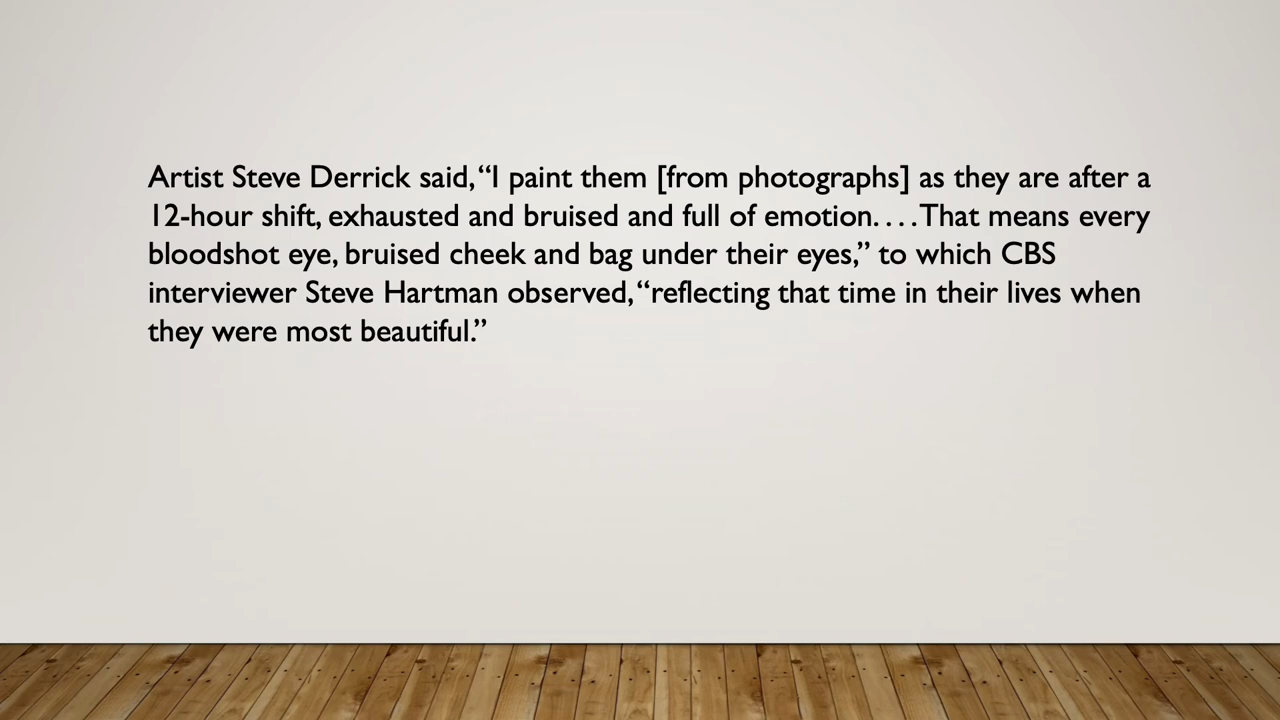 Artist Steve Derrick said, “I paint them [from photographs] as they are after a
12-hour shift, exhausted and bruised and full of emotion. . . . That means every
bloodshot eye, bruised cheek and bag under their eyes,” to which CBS
interviewer Steve Hartman observed, “reflecting that time in their lives when
they were most beautiful.”